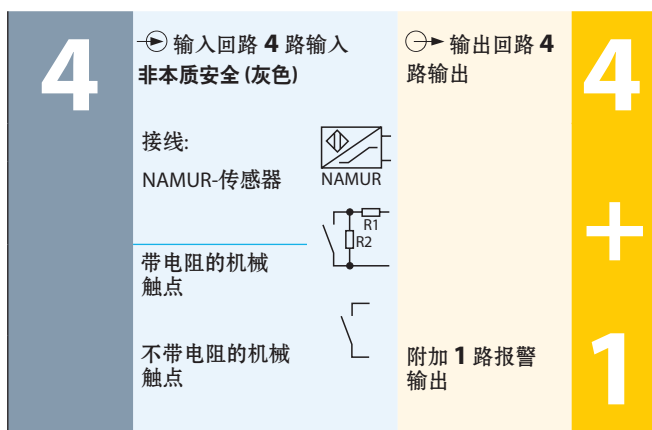 4
输入回路 4 路输入
非本质安全 (灰色)
接线:
NAMUR-传感器
NAMUR
R1
R2
带电阻的机械
触点
不带电阻的机械
触点
输出回路 4
路输出
附加 1 路报警
输出
4
+
1